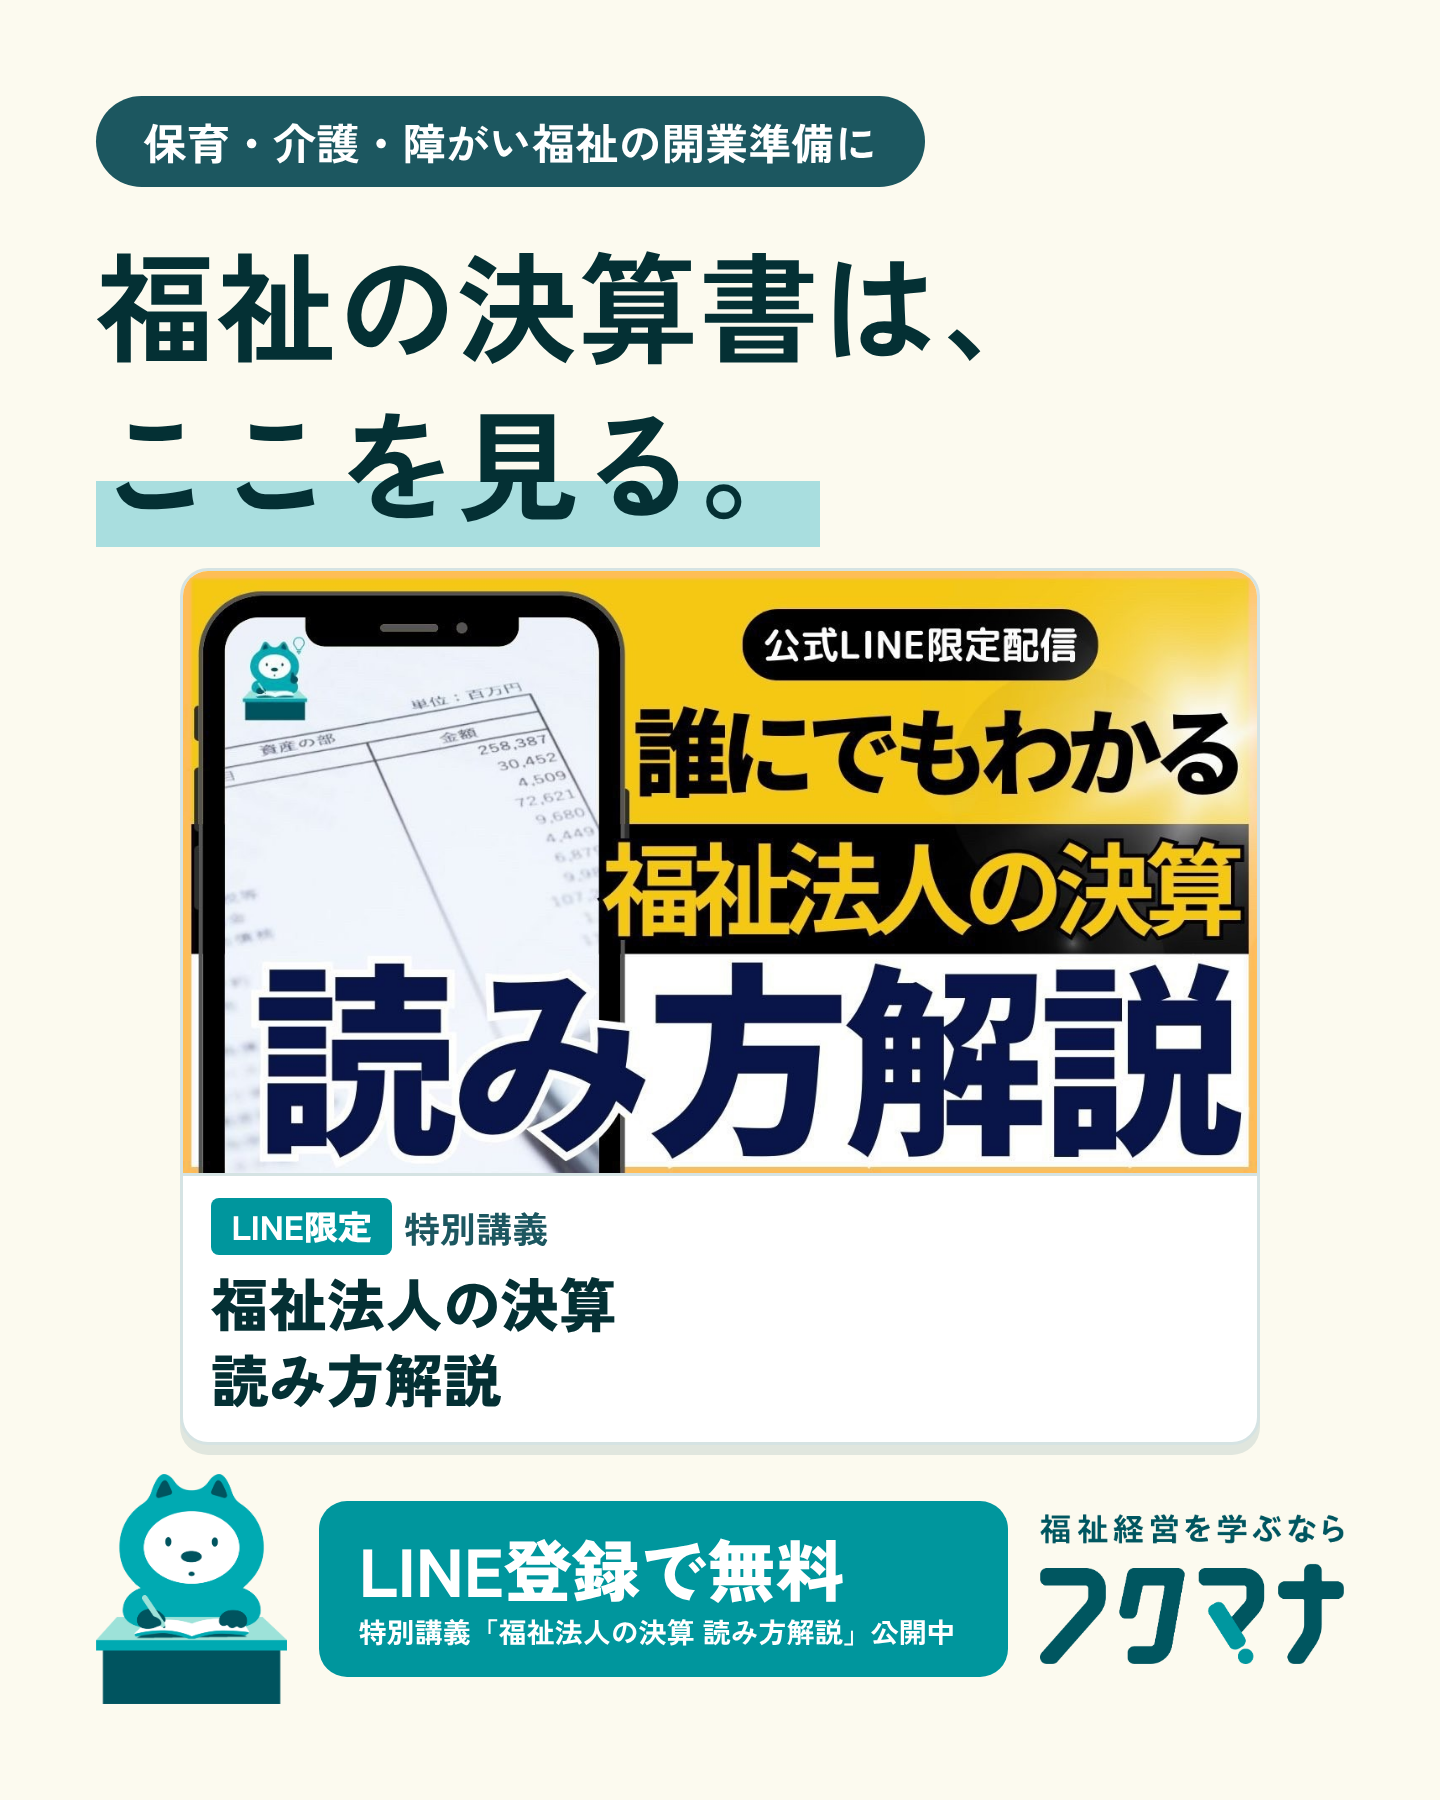 保育・介護・障がい福祉の開業準備に
福祉の決算書は、
ここを見る。
公式LINE限定配信
誰にでもわかる
福祉法人の決算
読み方解説
単位：百万円
資産の部
金額
258,387
30,452
4,509
72,621
9,680
4,449
LINE限定 特別講義
福祉法人の決算
読み方解説
LINE登録で無料
特別講義「福祉法人の決算 読み方解説」公開中
福祉経営を学ぶなら
フクマナ